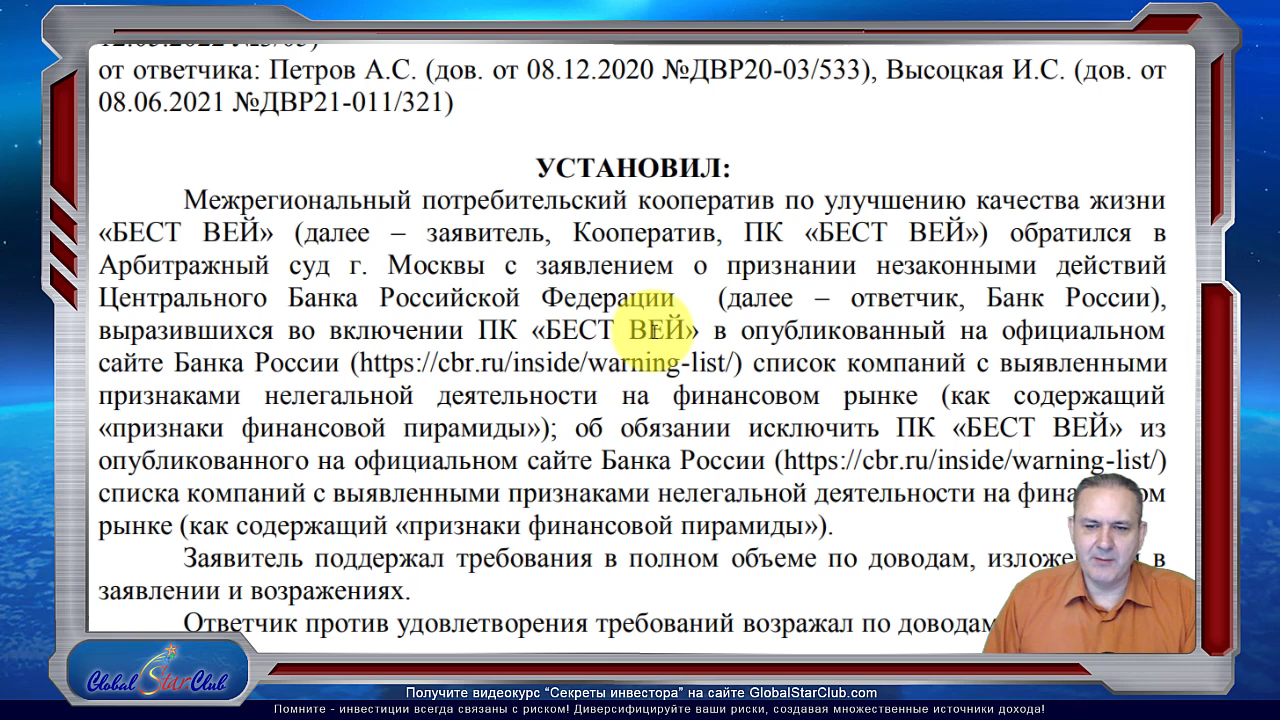 от ответчика: Петров А.С. (дов. от 08.12.2020 №ДВР20-03/533), Высоцкая И.С. (дов. от
08.06.2021 №ДВР21-011/321)
УСТАНОВИЛ:
Межрегиональный потребительский кооператив по улучшению качества жизни
«БЕСТ ВЕЙ» (далее – заявитель, Кооператив, ПК «БЕСТ ВЕЙ») обратился в
Арбитражный суд г. Москвы с заявлением о признании незаконными действий
Центрального Банка Российской Федерации (далее – ответчик, Банк России),
выразившихся во включении ПК «БЕСТ ВЕЙ» в опубликованный на официальном
сайте Банка России (https://cbr.ru/inside/warning-list/) список компаний с выявленными
признаками нелегальной деятельности на финансовом рынке (как содержащий
«признаки финансовой пирамиды»); об обязании исключить ПК «БЕСТ ВЕЙ» из
опубликованного на официальном сайте Банка России (https://cbr.ru/inside/warning-list/)
списка компаний с выявленными признаками нелегальной деятельности на
рынке (как содержащий «признаки финансовой пирамиды»).
Заявитель поддержал требования в полном объеме по доводам, в
заявлении и возражениях.
Ответчик против удовлетворения требований возражал по доводам
Global Star Club
Получите видеокурс "Секреты инвестора" на сайте GlobalStarClub.com
Помните - инвестиции всегда связаны с риском! Диверсифицируйте ваши риски, создавая множественные источники дохода!